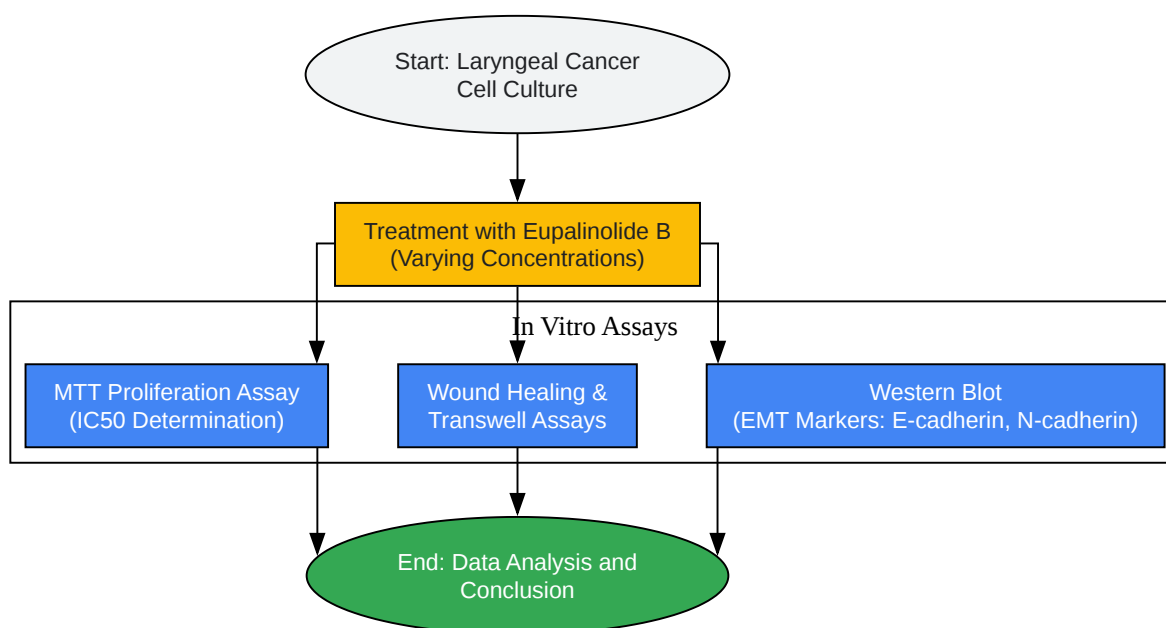 Start: Laryngeal Cancer
Cell Culture
Treatment with Eupalinolide B
(Varying Concentrations)
In Vitro Assays
MTT Proliferation Assay
(IC50 Determination)
Wound Healing &
Transwell Assays
Western Blot
(EMT Markers: E-cadherin, N-cadherin)
End: Data Analysis and
Conclusion